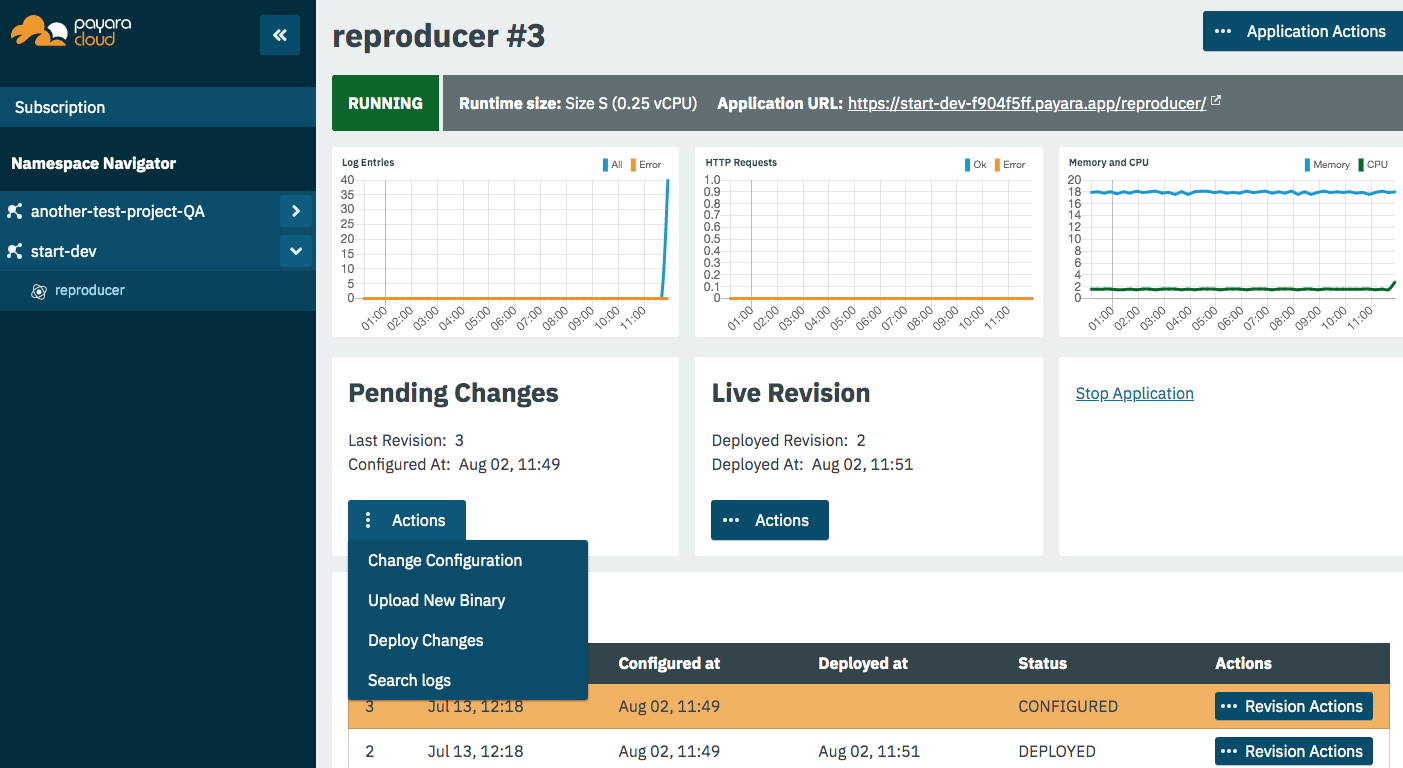 payara
cloud
«
Subscription
Namespace Navigator
another-test-project-QA
start-dev
reproducer
reproducer #3
Application Actions
RUNNING
Runtime size: Size S (0.25 vCPU) Application URL: https://start-dev-f904f5ff.payara.app/reproducer/
Log Entries
All Error
40
35
30
25
20
15
10
5
0
01:00 02:00 03:00 04:00 05:00 06:00 07:00 08:00 09:00 10:00 11:00
HTTP Requests
Ok Error
1.0
0.9
0.8
0.7
0.6
0.5
0.4
0.3
0.2
0.1
0
01:00 02:00 03:00 04:00 05:00 06:00 07:00 08:00 09:00 10:00 11:00
Memory and CPU
Memory CPU
20
18
16
14
12
10
8
6
4
2
0
01:00 02:00 03:00 04:00 05:00 06:00 07:00 08:00 09:00 10:00 11:00
Pending Changes
Last Revision: 3
Configured At: Aug 02, 11:49
Actions
Change Configuration
Upload New Binary
Deploy Changes
Search logs
Live Revision
Deployed Revision: 2
Deployed At: Aug 02, 11:51
Actions
Stop Application
Configured at Deployed at Status Actions
3 Jul 13, 12:18 Aug 02, 11:49 CONFIGURED Revision Actions
2 Jul 13, 12:18 Aug 02, 11:49 Aug 02, 11:51 DEPLOYED Revision Actions